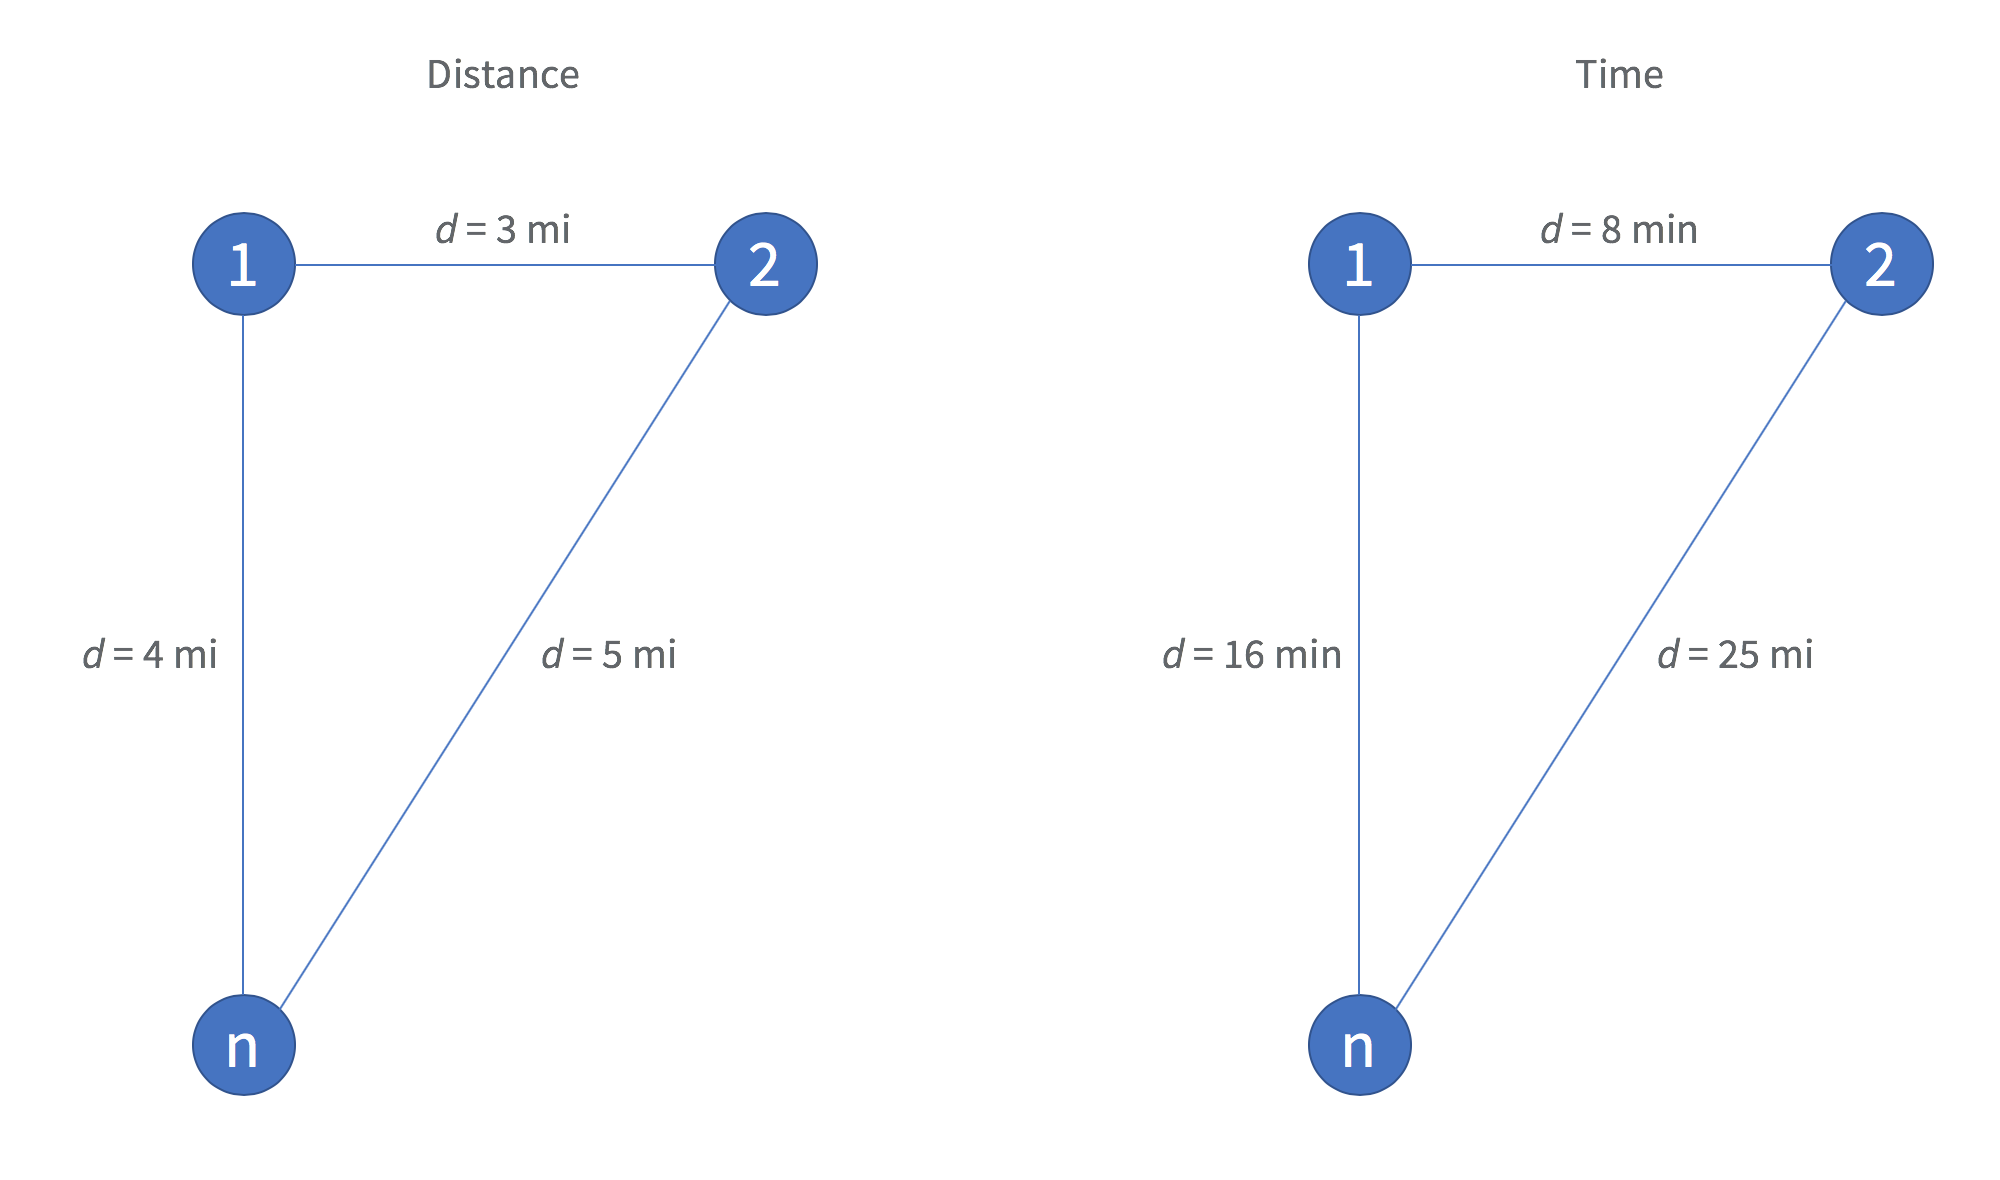 Distance
Time
d = 3 mi
1
2
d = 4 mi
d = 5 mi
n
d = 8 min
1
2
d = 16 min
d = 25 mi
n